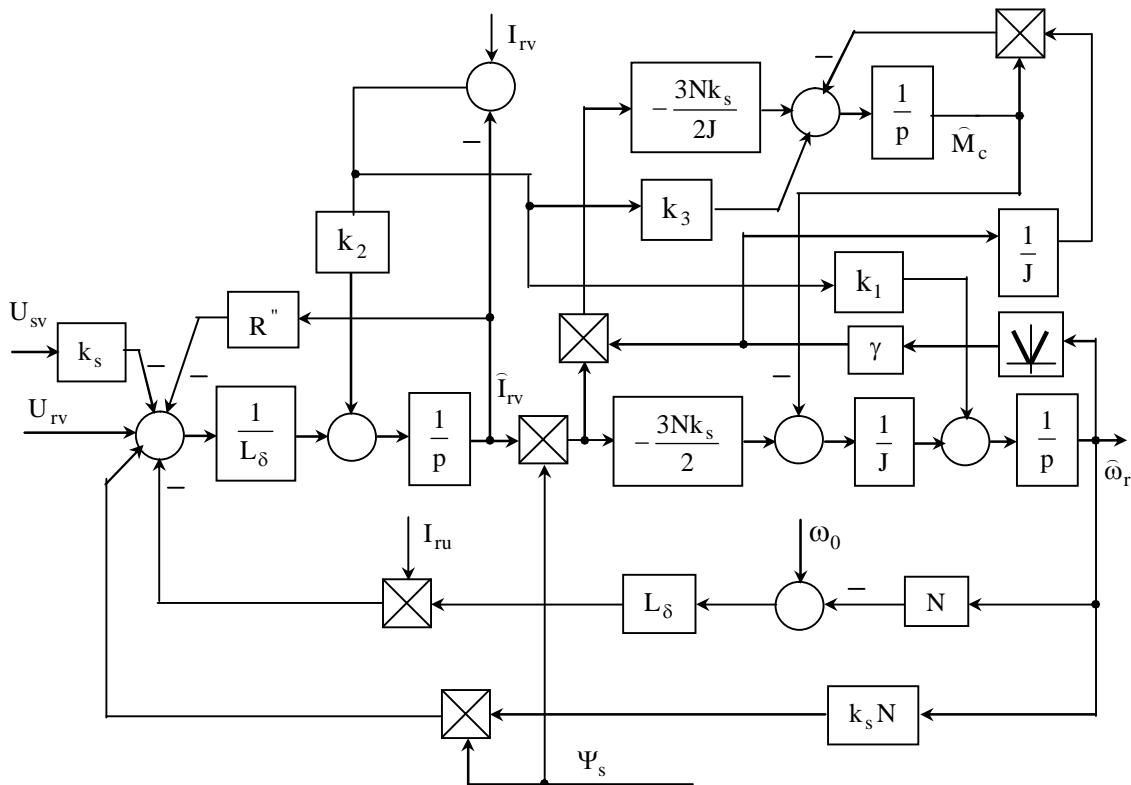 I_rv
-
- 3Nk_s / 2J
1 / p
M̂_c
-
k_3
k_2
1 / J
k_1
-
U_sv
k_s
R"
γ
-
-
Î_rv
U_rv
1 / L_δ
1 / p
- 3Nk_s / 2
1 / J
1 / p
ω̂_r
-
I_ru
ω_0
L_δ
-
N
k_s N
Ψ_s